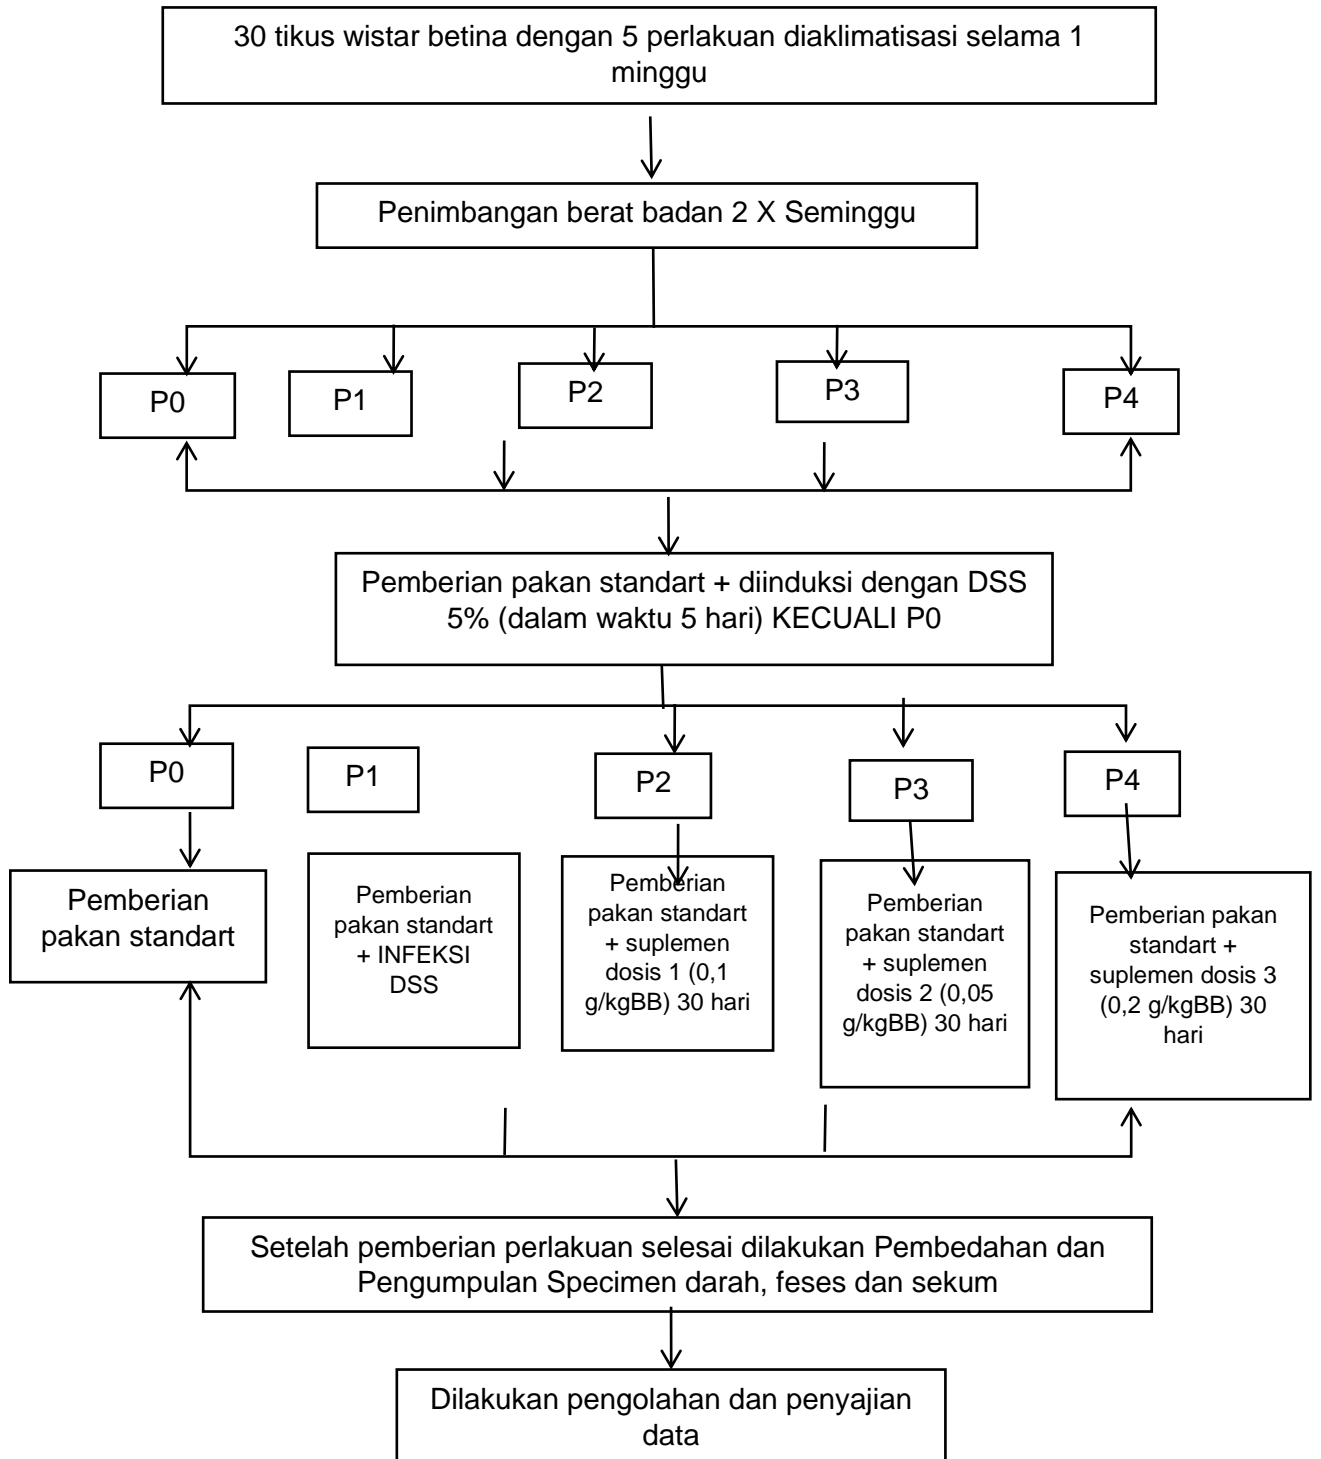 30 tikus wistar betina dengan 5 perlakuan diaklimatisasi selama 1
minggu
Penimbangan berat badan 2 X Seminggu
P0
P1
P2
P3
P4
Pemberian pakan standart + diinduksi dengan DSS
5% (dalam waktu 5 hari) KECUALI P0
P0
P1
P2
P3
P4
Pemberian
pakan standart
Pemberian
pakan standart
+ INFEKSI
DSS
Pemberian
pakan standart
+ suplemen
dosis 1 (0,1
g/kgBB) 30 hari
Pemberian
pakan standart
+ suplemen
dosis 2 (0,05
g/kgBB) 30 hari
Pemberian pakan
standart +
suplemen dosis 3
(0,2 g/kgBB) 30
hari
Setelah pemberian perlakuan selesai dilakukan Pembedahan dan
Pengumpulan Specimen darah, feses dan sekum
Dilakukan pengolahan dan penyajian
data